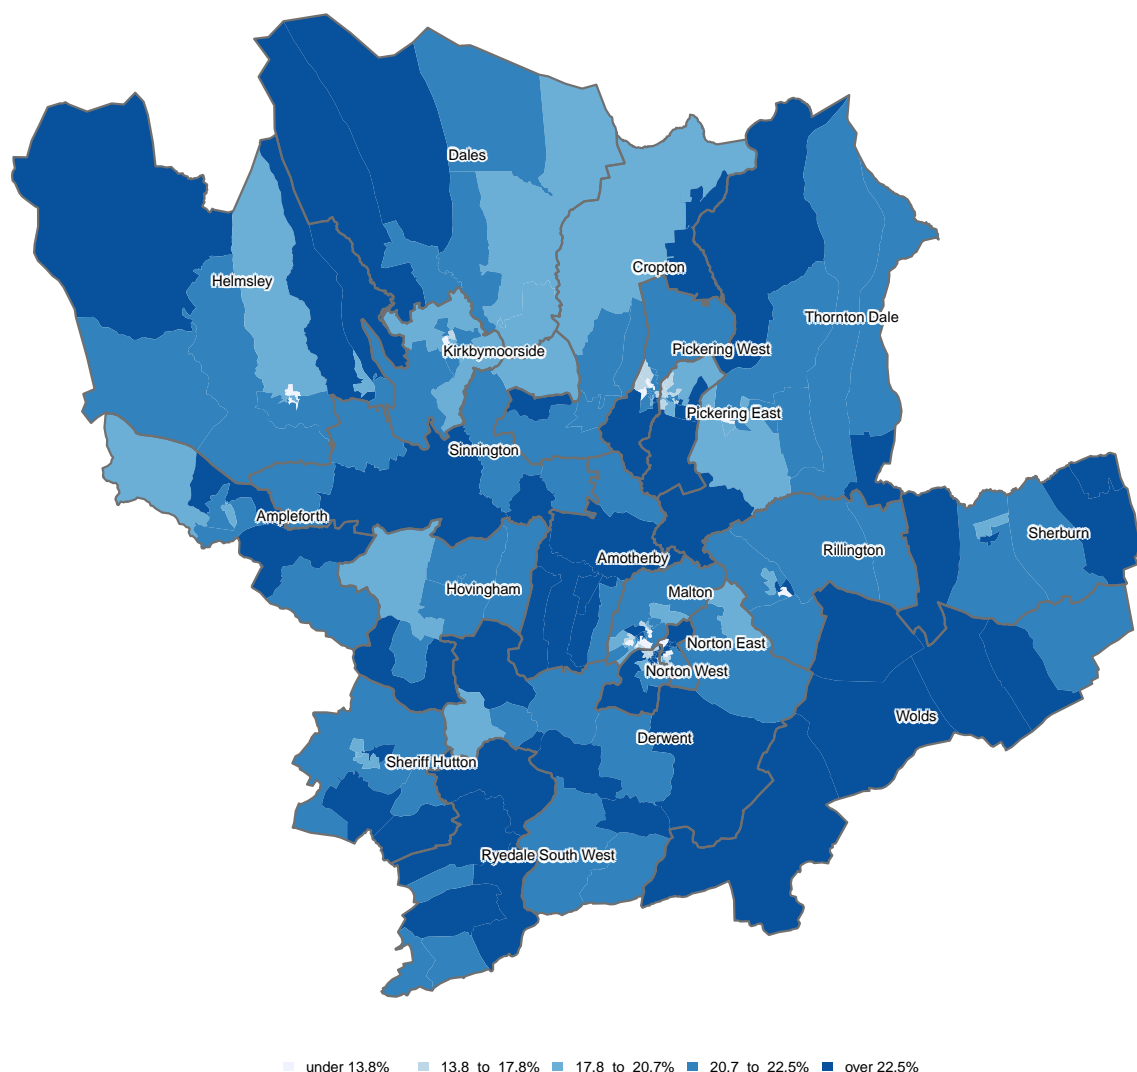 Dales
Cropton
Helmsley
Thornton Dale
Pickering West
Kirkbymoorside
Pickering East
Sinnington
Ampleforth
Sherburn
Rillington
Amotherby
Hovingham
Malton
Norton East
Norton West
Wolds
Derwent
Sheriff Hutton
Ryedale South West
under 13.8% 13.8 to 17.8% 17.8 to 20.7% 20.7 to 22.5% over 22.5%